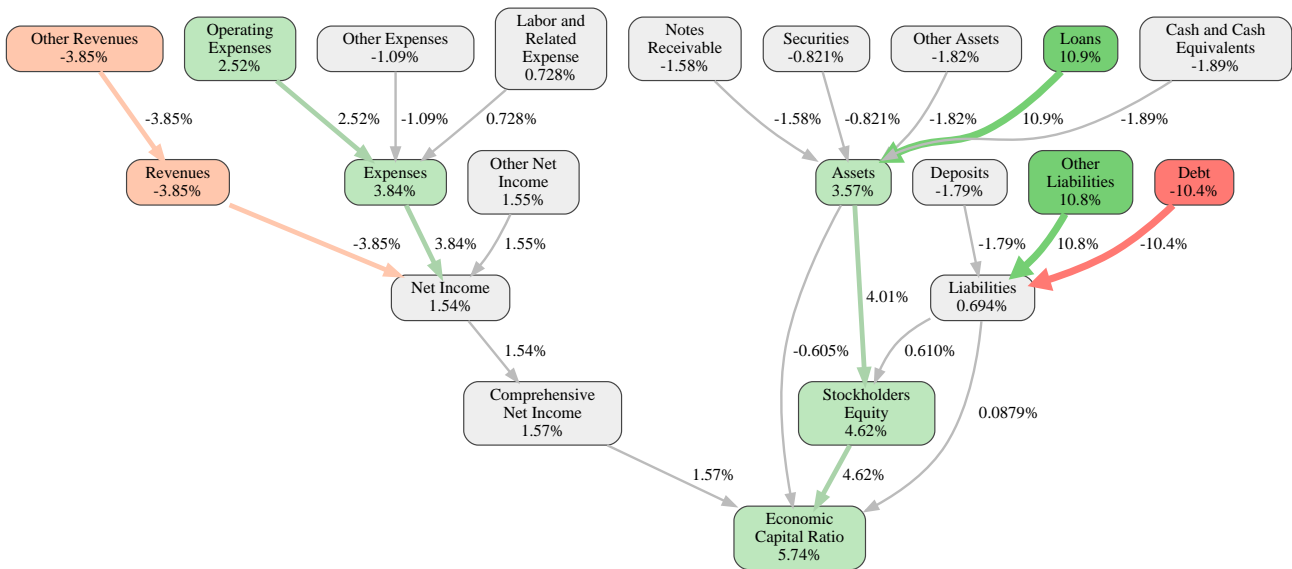 Other Revenues
-3.85%
Operating
Expenses
2.52%
Other Expenses
-1.09%
Labor and
Related
Expense
0.728%
Notes
Receivable
-1.58%
Securities
-0.821%
Other Assets
-1.82%
Loans
10.9%
Cash and Cash
Equivalents
-1.89%
-3.85%
2.52%
-1.09%
0.728%
-1.58%
-0.821%
-1.82%
10.9%
-1.89%
Revenues
-3.85%
Expenses
3.84%
Other Net
Income
1.55%
Assets
3.57%
Deposits
-1.79%
Other
Liabilities
10.8%
Debt
-10.4%
-3.85%
3.84%
1.55%
-1.79%
10.8%
-10.4%
Net Income
1.54%
4.01%
Liabilities
0.694%
1.54%
-0.605%
0.610%
Comprehensive
Net Income
1.57%
Stockholders
Equity
4.62%
0.0879%
1.57%
4.62%
Economic
Capital Ratio
5.74%